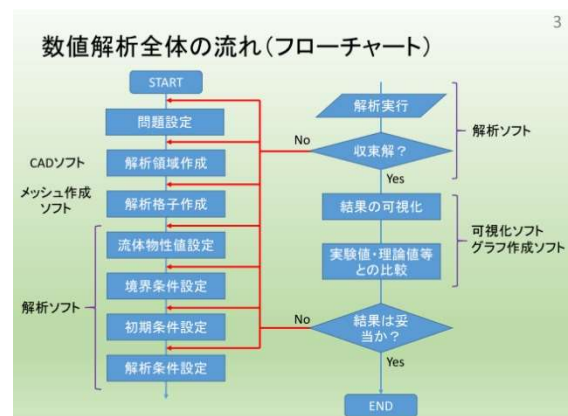 3
数値解析全体の流れ(フローチャート)
START
問題設定
CADソフト
解析領域作成
メッシュ作成
ソフト
解析格子作成
流体物性値設定
境界条件設定
解析ソフト
初期条件設定
解析条件設定
解析実行
解析ソフト
No
収束解?
Yes
結果の可視化
可視化ソフト
グラフ作成ソフト
実験値・理論値等
との比較
No
結果は妥
当か?
Yes
END